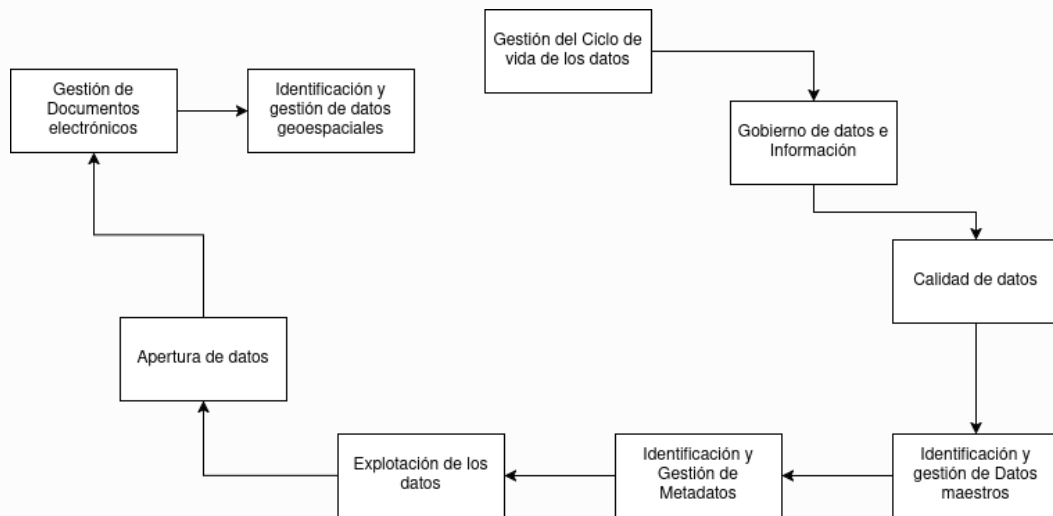 Gestión del Ciclo de
vida de los datos
Gestión de
Documentos
electrónicos
Identificación y
gestión de datos
geoespaciales
Gobierno de datos e
Información
Calidad de datos
Apertura de datos
Explotación de los
datos
Identificación y
Gestión de
Metadatos
Identificación y
gestión de Datos
maestros